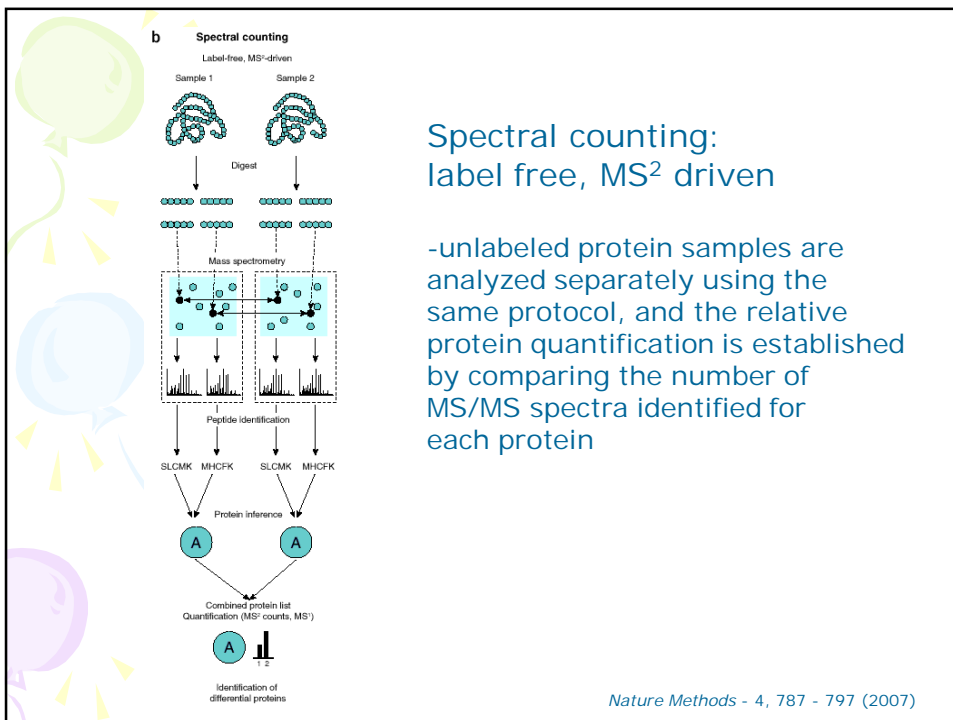 b Spectral counting
Label-free, MS²-driven
Sample 1 Sample 2
Digest
Mass spectrometry
Peptide identification
SLCMK MHCFK SLCMK MHCFK
Protein inference
A A
Combined protein list
Quantification (MS² counts, MS¹)
A
1 2
Identification of
differential proteins
Spectral counting:
label free, MS² driven
-unlabeled protein samples are
analyzed separately using the
same protocol, and the relative
protein quantification is established
by comparing the number of
MS/MS spectra identified for
each protein
Nature Methods - 4, 787 - 797 (2007)